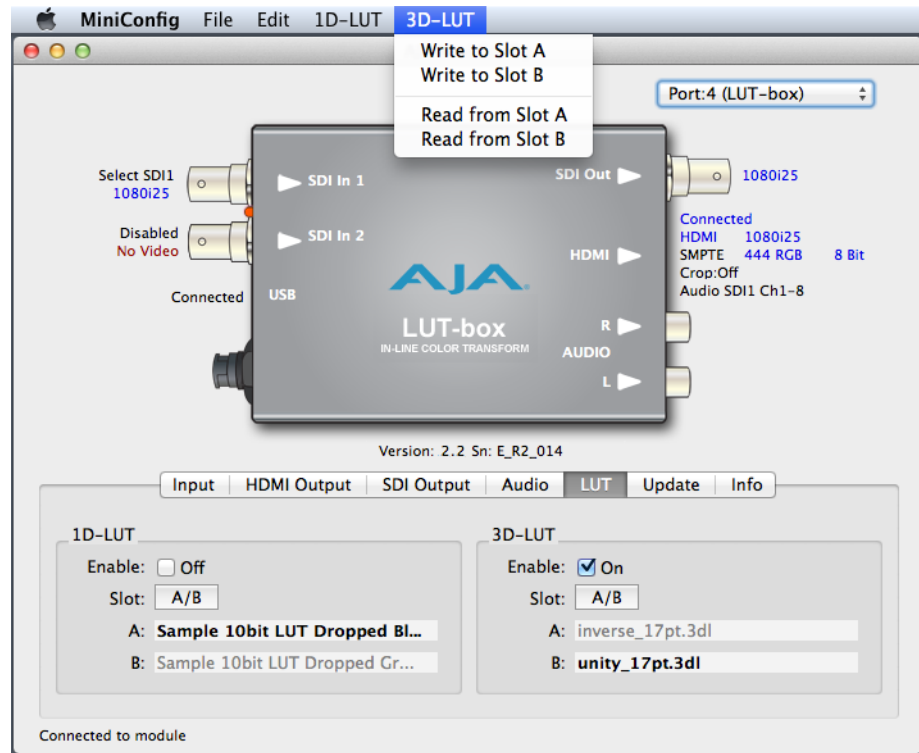 MiniConfig File Edit 1D-LUT 3D-LUT
Write to Slot A
Write to Slot B
Read from Slot A
Read from Slot B
Port:4 (LUT-box)
Select SDI1
1080i25
Disabled
No Video
Connected
SDI In 1
SDI In 2
USB
AJA
LUT-box
IN-LINE COLOR TRANSFORM
SDI Out
HDMI
R
AUDIO
L
1080i25
Connected
HDMI 1080i25
SMPTE 444 RGB 8 Bit
Crop:Off
Audio SDI1 Ch1-8
Version: 2.2 Sn: E_R2_014
Input HDMI Output SDI Output Audio LUT Update Info
1D-LUT
Enable: Off
Slot: A/B
A: Sample 10bit LUT Dropped Bl...
B: Sample 10bit LUT Dropped Gr...
3D-LUT
Enable: On
Slot: A/B
A: inverse_17pt.3dl
B: unity_17pt.3dl
Connected to module